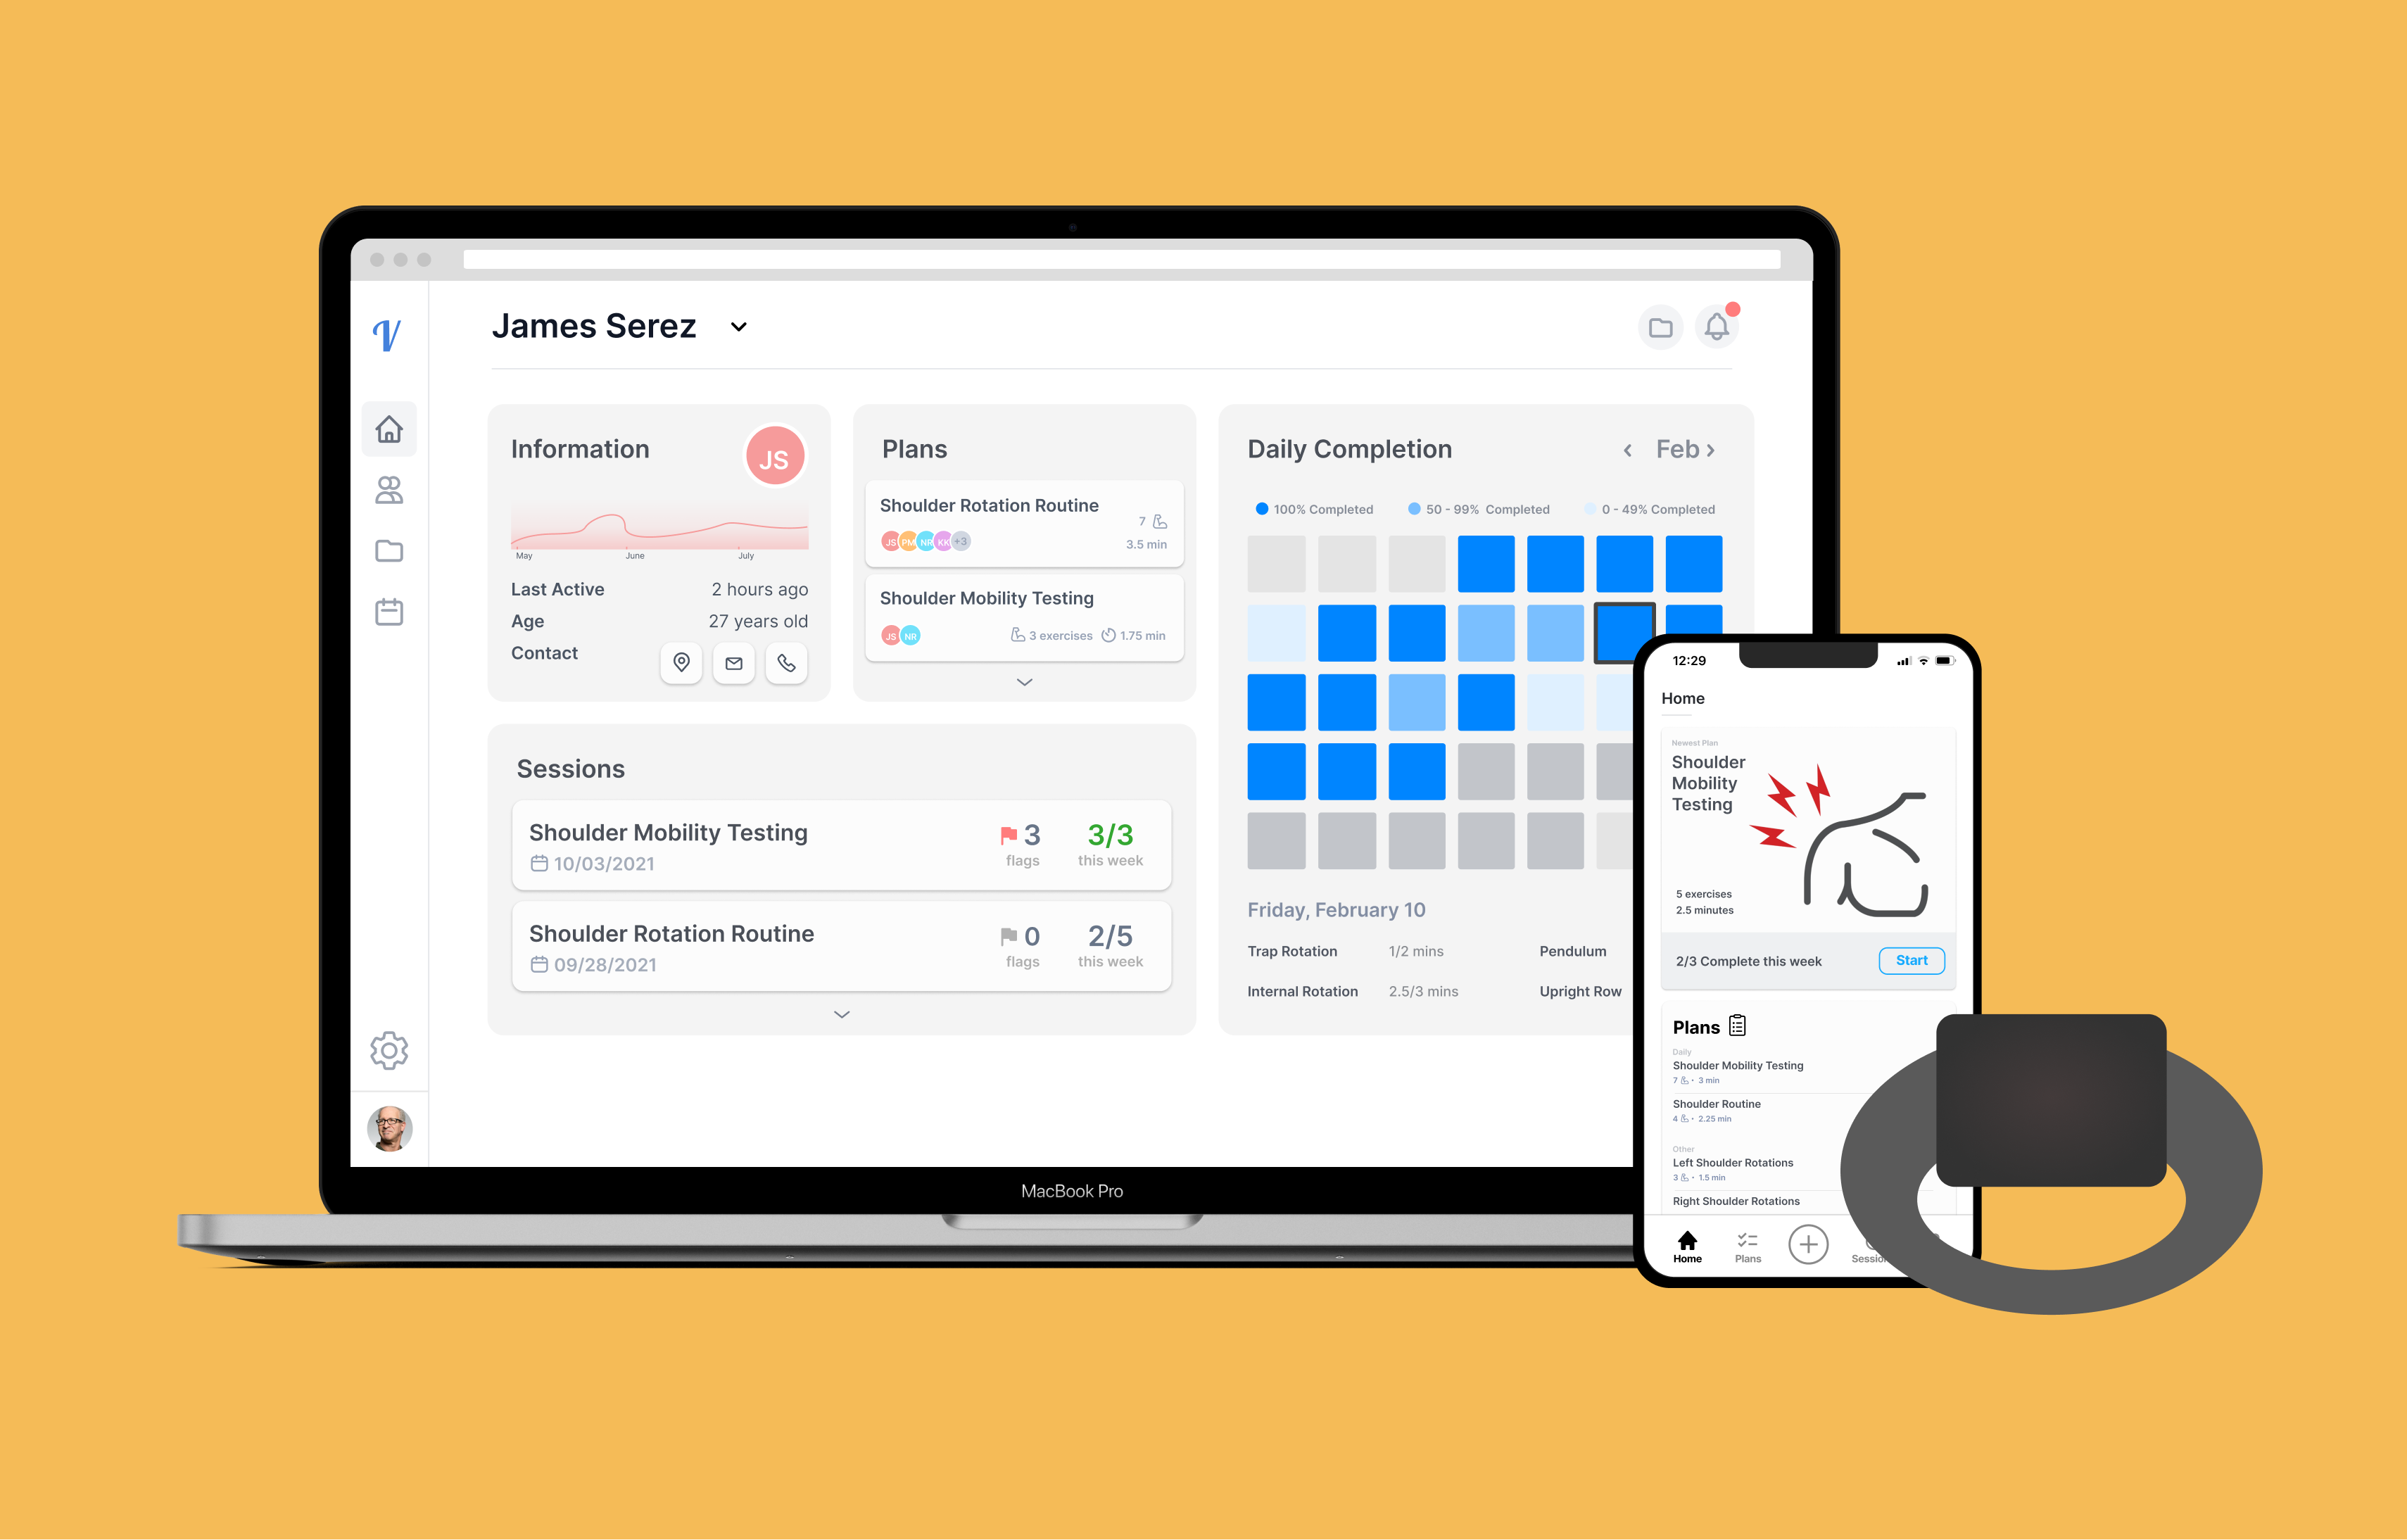 V
James Serez
Information
JS
May June July
Last Active 2 hours ago
Age 27 years old
Contact
Plans
Shoulder Rotation Routine
7
JS PM NR KK +3
3.5 min
Shoulder Mobility Testing
JS NR 3 exercises 1.75 min
Sessions
Shoulder Mobility Testing
10/03/2021
3
flags
3/3
this week
Shoulder Rotation Routine
09/28/2021
0
flags
2/5
this week
Daily Completion
Feb
100% Completed 50 - 99% Completed 0 - 49% Completed
Friday, February 10
Trap Rotation 1/2 mins Pendulum
Internal Rotation 2.5/3 mins Upright Row
MacBook Pro
12:29
Home
Newest Plan
Shoulder
Mobility
Testing
5 exercises
2.5 minutes
2/3 Complete this week Start
Plans
Daily
Shoulder Mobility Testing
7 • 3 min
Shoulder Routine
4 • 2.25 min
Other
Left Shoulder Rotations
3 • 1.5 min
Right Shoulder Rotations
Home Plans